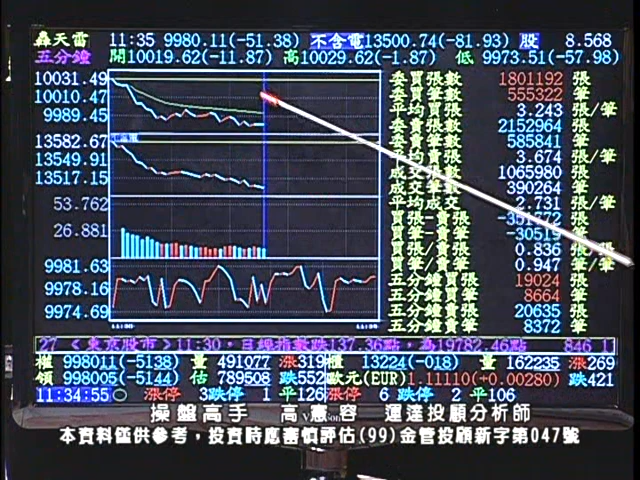 轟天雷 11:35 9980.11(-51.38) 不含電13500.74(-81.93) 股 8.568
五分鐘 開10019.62(-11.87) 高10029.62(-1.87) 低 9973.51(-57.98)
10031.49
10010.47
9989.45
13582.67
13549.91
13517.15
53.762
26.881
9981.63
9978.16
9974.69
委買張數 1801192 張
委買筆數 555322 筆
平均買張 3.243 張/筆
委賣張數 2152964 張
委賣筆數 585841 筆
平均賣張 3.674 張/筆
成交張數 1065980 張
成交筆數 390264 筆
平均成交 2.731 張/筆
買張-賣張 -351772 張
買筆-賣筆 -30519 筆
買張/賣張 0.836 張/張
買筆/賣筆 0.947 筆/筆
五分鐘買張 19024 張
五分鐘買筆 8664 筆
五分鐘賣張 20635 張
五分鐘賣筆 8372 筆
27 <東京股市>11:30，日經指數跌137.36點，為19782.46點 846 1
權 998011(-5138) 量 491077 漲319 櫃 13224(-018) 量 162235 漲269
領 998005(-5144) 估 789508 跌552 歐元(EUR)1.11110(+0.00280) 跌421
11:34:55 漲停 3 跌停 1 平126 漲停 6 跌停 2 平106
操盤高手 高憲容 運達投顧分析師
本資料僅供參考，投資時應審慎評估(99)金管投顧新字第047號